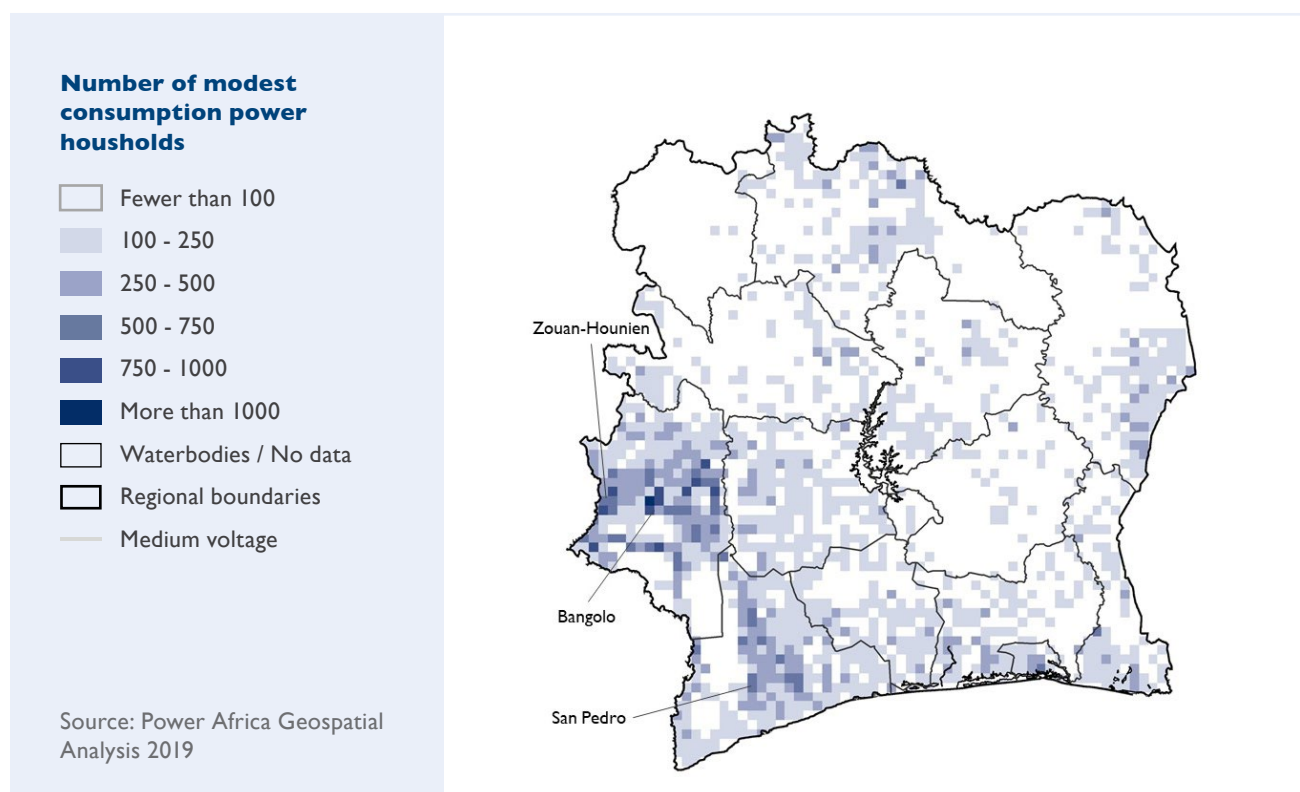 Number of modest
consumption power
housholds
Fewer than 100
100 - 250
250 - 500
500 - 750
750 - 1000
More than 1000
Waterbodies / No data
Regional boundaries
Medium voltage
Source: Power Africa Geospatial
Analysis 2019
Zouan-Hounien
Bangolo
San Pedro